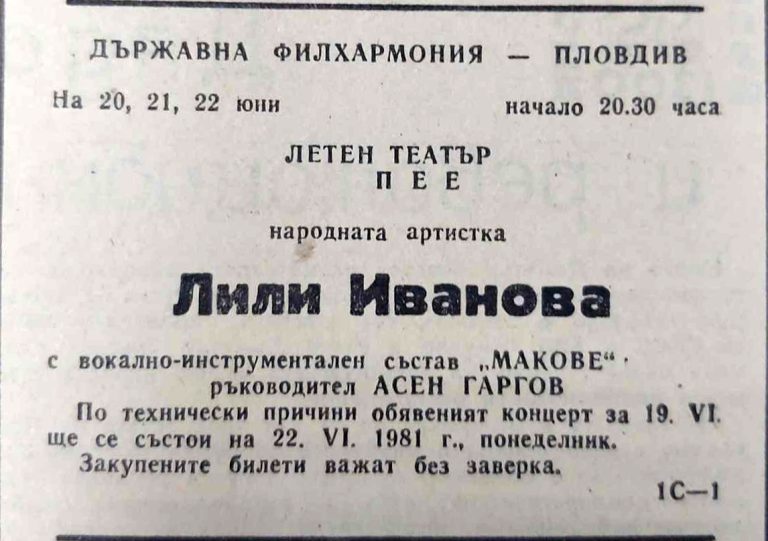 ДЪРЖАВНА ФИЛХАРМОНИЯ — ПЛОВДИВ
На 20, 21, 22 юни начало 20.30 часа
ЛЕТЕН ТЕАТЪР
ПЕЕ
народната артистка
Лили Иванова
с вокално-инструментален състав „МАКОВЕ“
ръководител АСЕН ГАРГОВ
По технически причини обявеният концерт за 19. VI.
ще се състои на 22. VI. 1981 г., понеделник.
Закупените билети важат без заверка.
1С—1